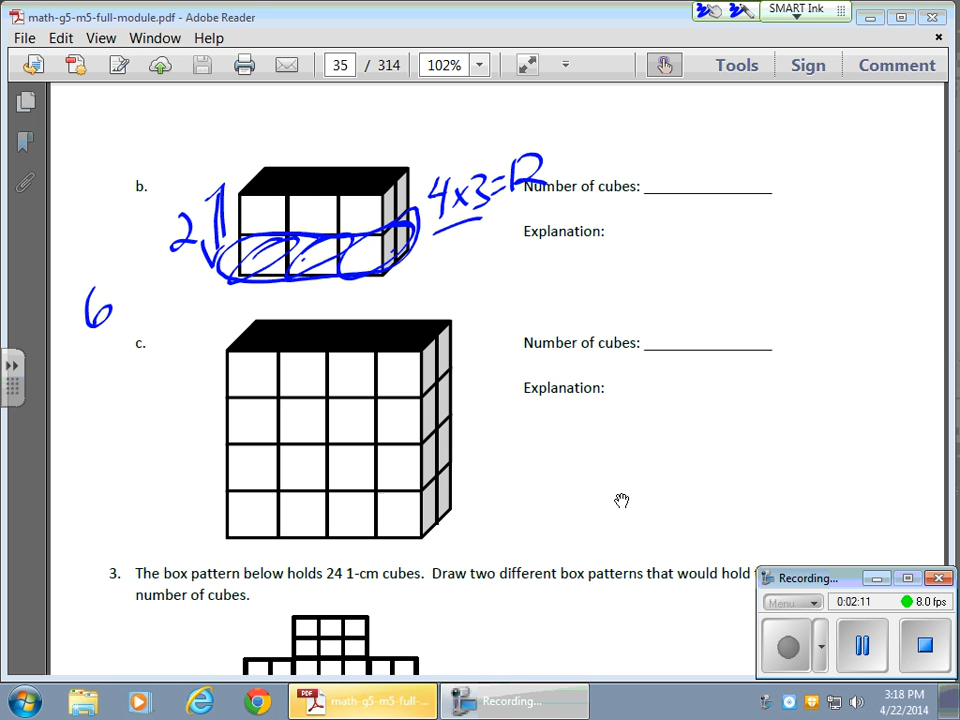 math-g5-m5-full-module.pdf - Adobe Reader
SMART Ink
File Edit View Window Help
35 / 314 102% Tools Sign Comment
b. Number of cubes: _______________
4x3=12
2
Explanation:
6
c. Number of cubes: _______________
Explanation:
3. The box pattern below holds 24 1-cm cubes. Draw two different box patterns that would hold
number of cubes.
Recording...
Menu 0:02:11 8.0 fps
math-g5-m5-full-... Recording... 3:18 PM
4/22/2014